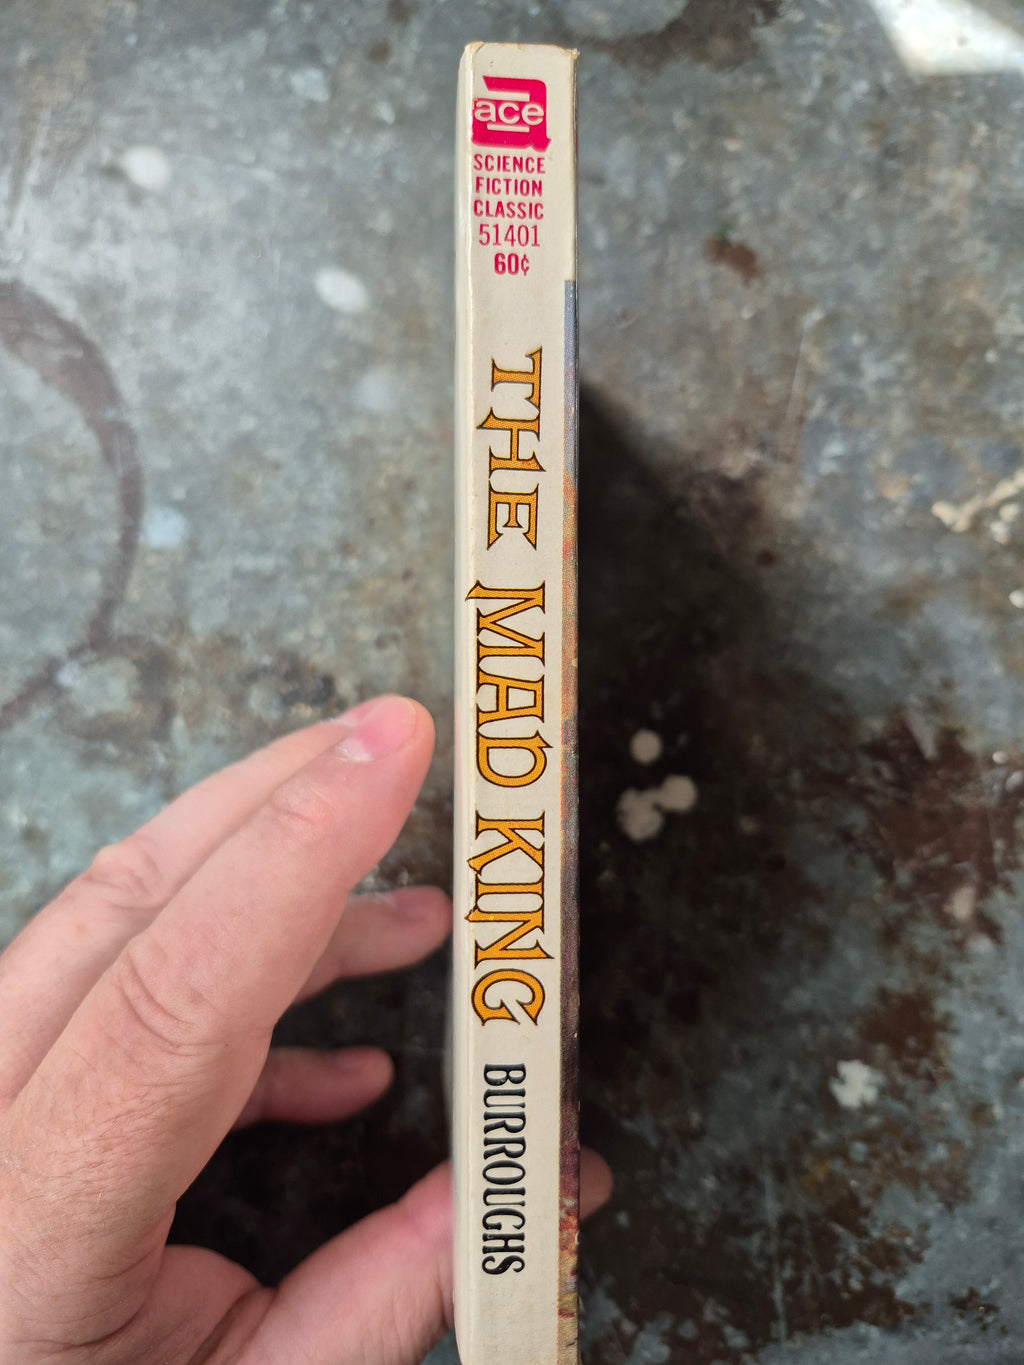 ace
SCIENCE
FICTION
CLASSIC
51401
60¢
THE MAD KING
BURROUGHS